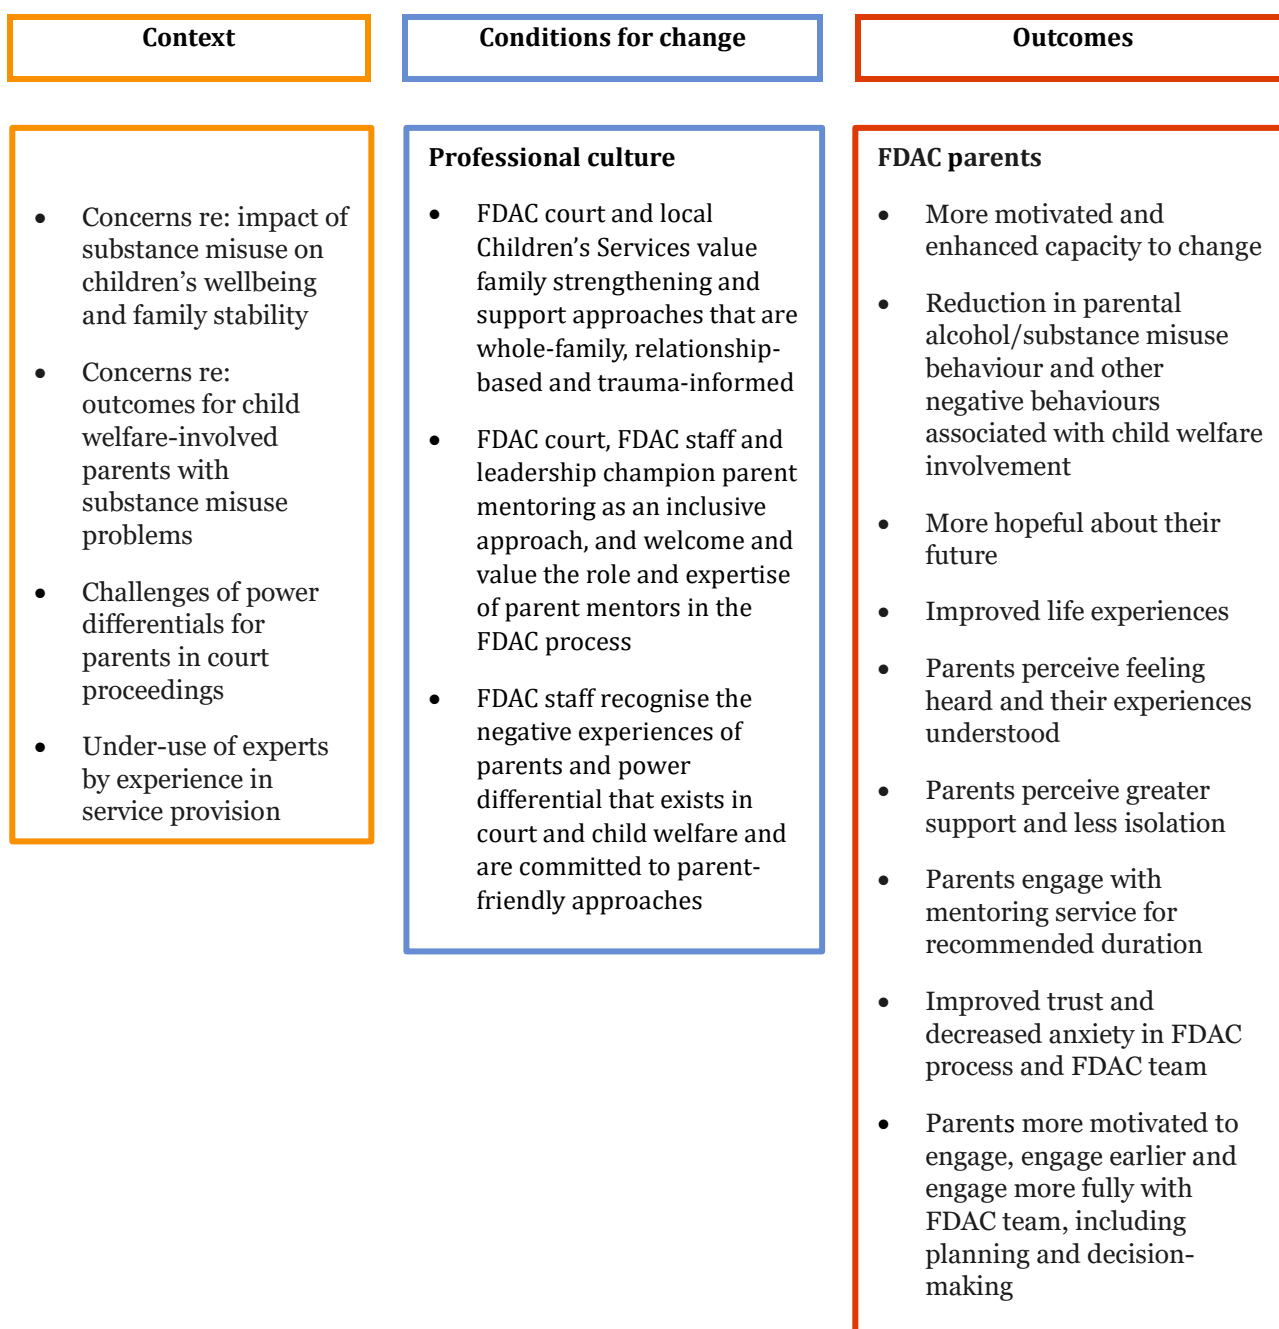 Context
Conditions for change
Outcomes
• Concerns re: impact of
substance misuse on
children’s wellbeing
and family stability
• Concerns re:
outcomes for child
welfare-involved
parents with
substance misuse
problems
• Challenges of power
differentials for
parents in court
proceedings
• Under-use of experts
by experience in
service provision
Professional culture
• FDAC court and local
Children’s Services value
family strengthening and
support approaches that are
whole-family, relationship-
based and trauma-informed
• FDAC court, FDAC staff and
leadership champion parent
mentoring as an inclusive
approach, and welcome and
value the role and expertise
of parent mentors in the
FDAC process
• FDAC staff recognise the
negative experiences of
parents and power
differential that exists in
court and child welfare and
are committed to parent-
friendly approaches
FDAC parents
• More motivated and
enhanced capacity to change
• Reduction in parental
alcohol/substance misuse
behaviour and other
negative behaviours
associated with child welfare
involvement
• More hopeful about their
future
• Improved life experiences
• Parents perceive feeling
heard and their experiences
understood
• Parents perceive greater
support and less isolation
• Parents engage with
mentoring service for
recommended duration
• Improved trust and
decreased anxiety in FDAC
process and FDAC team
• Parents more motivated to
engage, engage earlier and
engage more fully with
FDAC team, including
planning and decision-
making